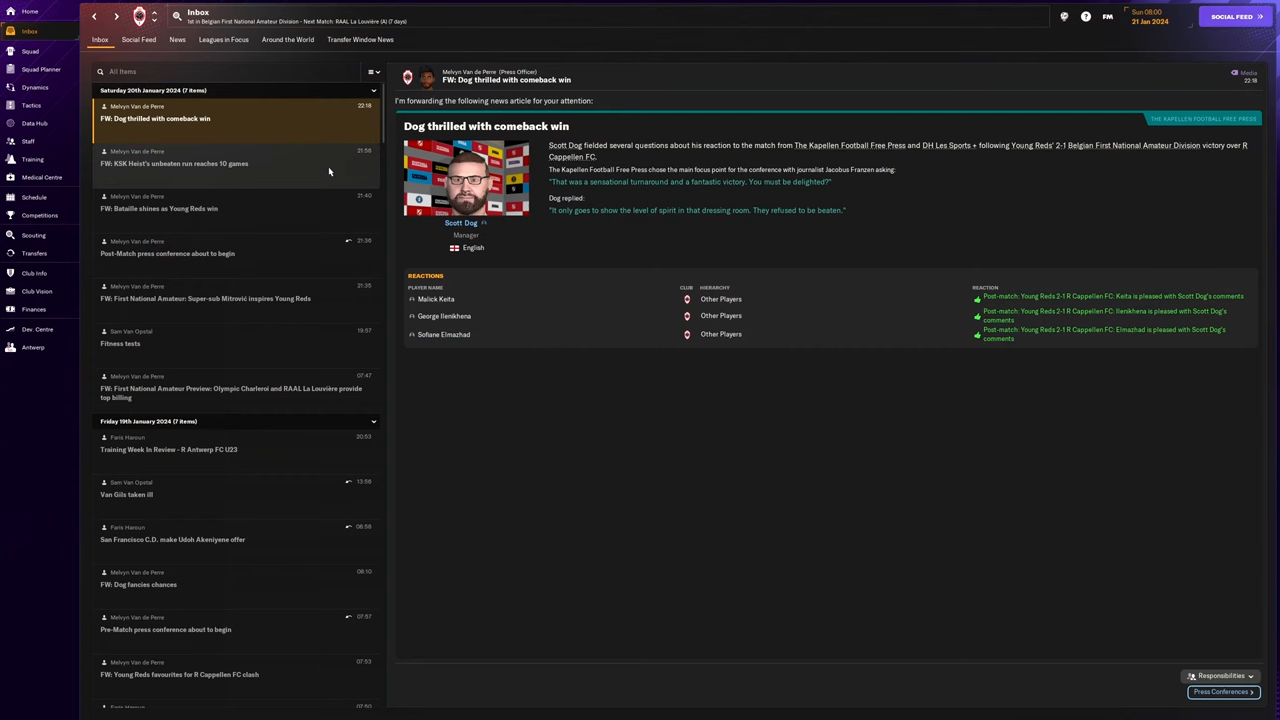 Home
Inbox
Squad
Squad Planner
Dynamics
Tactics
Data Hub
Staff
Training
Medical Centre
Schedule
Competitions
Scouting
Transfers
Club Info
Club Vision
Finances
Dev. Centre
Antwerp
Inbox
1st in Belgian First National Amateur Division - Next Match: RAAL La Louvière (A) (7 days)
FM
Sun 08:00
21 Jan 2024
SOCIAL FEED
Inbox Social Feed News Leagues in Focus Around the World Transfer Window News
All Items
Saturday 20th January 2024 (7 items)
Melvyn Van de Perre 22:18
FW: Dog thrilled with comeback win
Melvyn Van de Perre 21:56
FW: KSK Heist's unbeaten run reaches 10 games
Melvyn Van de Perre 21:40
FW: Bataille shines as Young Reds win
Melvyn Van de Perre 21:36
Post-Match press conference about to begin
Melvyn Van de Perre 21:35
FW: First National Amateur: Super-sub Mitrović inspires Young Reds
Sam Van Opstal 19:57
Fitness tests
Melvyn Van de Perre 07:47
FW: First National Amateur Preview: Olympic Charleroi and RAAL La Louvière provide
top billing
Friday 19th January 2024 (7 items)
Faris Haroun 20:53
Training Week In Review - R Antwerp FC U23
Sam Van Opstal 13:56
Van Gils taken ill
Faris Haroun 08:58
San Francisco C.D. make Udoh Akeniyene offer
Melvyn Van de Perre 08:10
FW: Dog fancies chances
Melvyn Van de Perre 07:57
Pre-Match press conference about to begin
Melvyn Van de Perre 07:53
FW: Young Reds favourites for R Cappellen FC clash
Faris Haroun 07:50
Melvyn Van de Perre (Press Officer)
FW: Dog thrilled with comeback win
Media
22:18
I'm forwarding the following news article for your attention:
THE KAPELLEN FOOTBALL FREE PRESS
Dog thrilled with comeback win
Scott Dog fielded several questions about his reaction to the match from The Kapellen Football Free Press and DH Les Sports + following Young Reds' 2-1 Belgian First National Amateur Division victory over R
Cappellen FC.
The Kapellen Football Free Press chose the main focus point for the conference with journalist Jacobus Franzen asking:
"That was a sensational turnaround and a fantastic victory. You must be delighted?"
Dog replied:
"It only goes to show the level of spirit in that dressing room. They refused to be beaten."
Scott Dog
Manager
English
REACTIONS
PLAYER NAME CLUB HIERARCHY REACTION
Malick Keita Other Players Post-match: Young Reds 2-1 R Cappellen FC: Keita is pleased with Scott Dog's comments
George Ilenikhena Other Players Post-match: Young Reds 2-1 R Cappellen FC: Ilenikhena is pleased with Scott Dog's
comments
Sofiane Elmazhad Other Players Post-match: Young Reds 2-1 R Cappellen FC: Elmazhad is pleased with Scott Dog's
comments
Responsibilities
Press Conferences